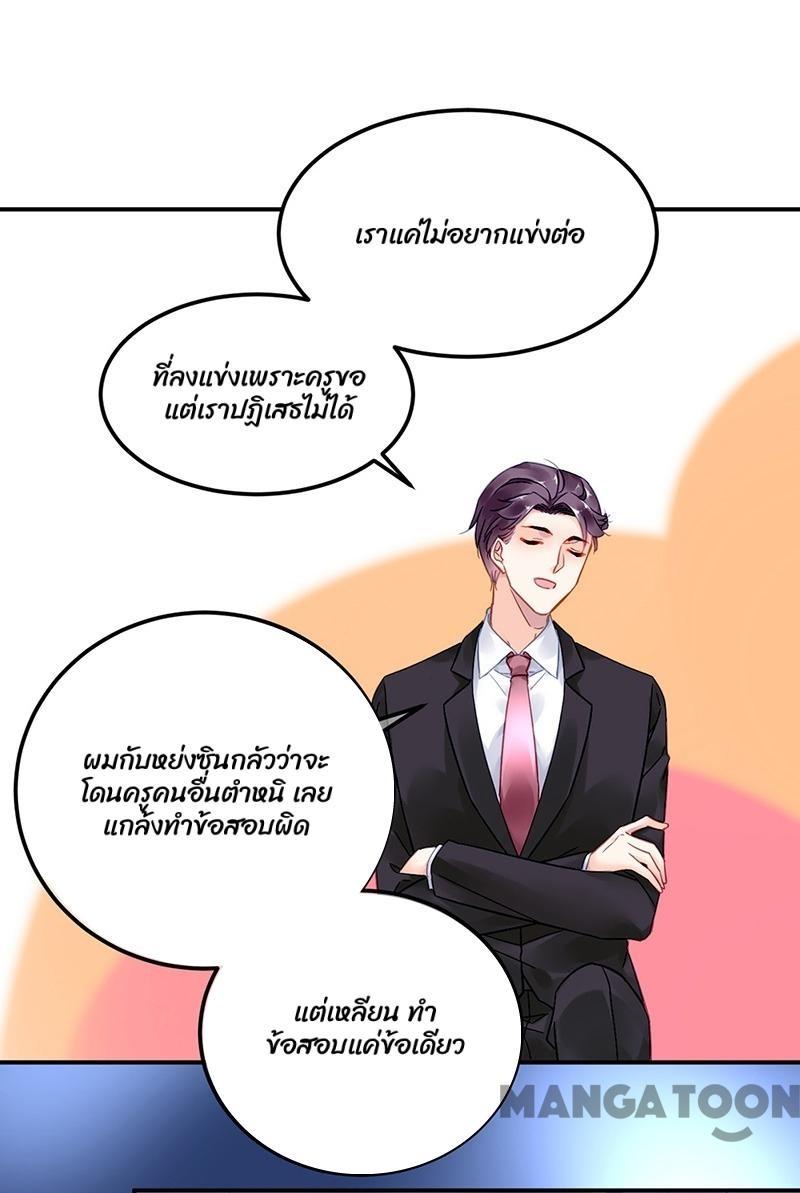 เราแค่ไม่อยากแข่งต่อ
ที่ลงแข่งเพราะครูขอ
แต่เราปฏิเสธไม่ได้
ผมกับหย่งซินกลัวว่าจะ
โดนครูคนอื่นตำหนิ เลย
แกล้งทำข้อสอบผิด
แต่เหลียน ทำ
ข้อสอบแค่ข้อเดียว
MANGATOON